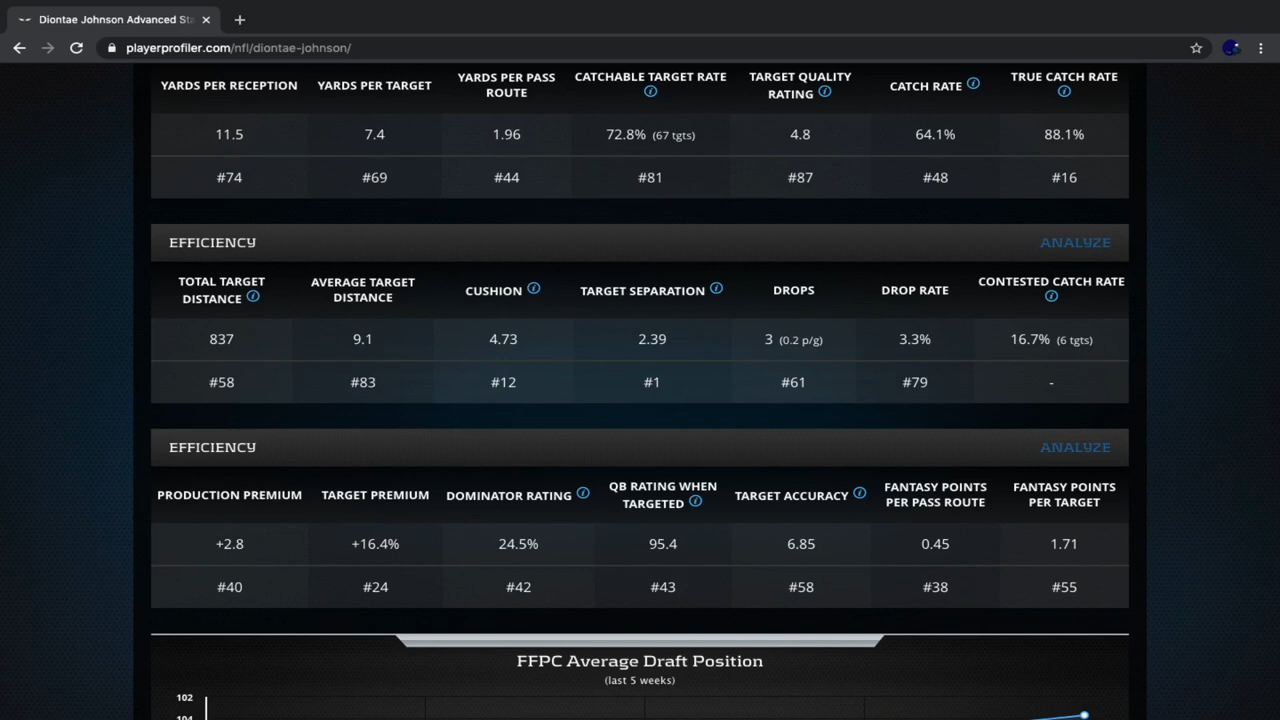 Diontae Johnson Advanced Sta
playerprofiler.com/nfl/diontae-johnson/
YARDS PER RECEPTION YARDS PER TARGET YARDS PER PASS ROUTE CATCHABLE TARGET RATE TARGET QUALITY RATING CATCH RATE TRUE CATCH RATE
11.5 7.4 1.96 72.8% (67 tgts) 4.8 64.1% 88.1%
#74 #69 #44 #81 #87 #48 #16
EFFICIENCY ANALYZE
TOTAL TARGET DISTANCE AVERAGE TARGET DISTANCE CUSHION TARGET SEPARATION DROPS DROP RATE CONTESTED CATCH RATE
837 9.1 4.73 2.39 3 (0.2 p/g) 3.3% 16.7% (6 tgts)
#58 #83 #12 #1 #61 #79 -
EFFICIENCY ANALYZE
PRODUCTION PREMIUM TARGET PREMIUM DOMINATOR RATING QB RATING WHEN TARGETED TARGET ACCURACY FANTASY POINTS PER PASS ROUTE FANTASY POINTS PER TARGET
+2.8 +16.4% 24.5% 95.4 6.85 0.45 1.71
#40 #24 #42 #43 #58 #38 #55
FFPC Average Draft Position
(last 5 weeks)
102
104